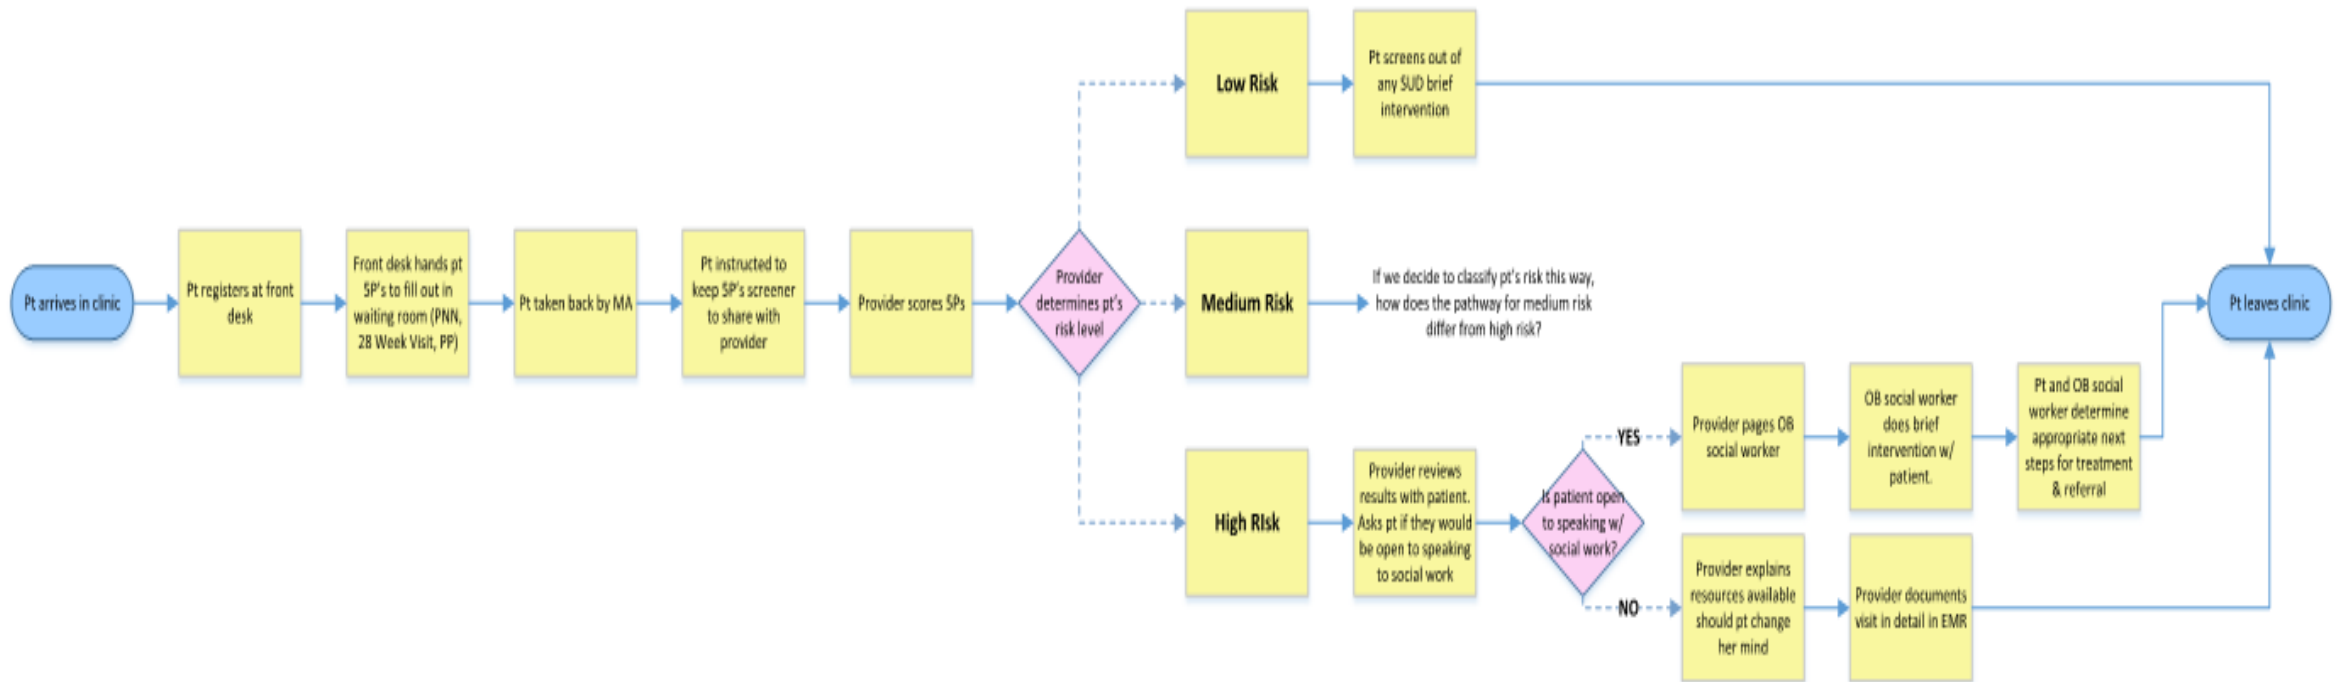 Pt arrives in clinic
Pt registers at front
desk
Front desk hands pt
5P's to fill out in
waiting room (PNN,
28 Week Visit, PP)
Pt taken back by MA
Pt instructed to
keep 5P's screener
to share with
provider
Provider scores 5Ps
Provider
determines pt's
risk level
Low Risk
Pt screens out of
any SUD brief
intervention
Medium Risk
If we decide to classify pt's risk this way,
how does the pathway for medium risk
differ from high risk?
High RIsk
Provider reviews
results with patient.
Asks pt if they would
be open to speaking
to social work
Is patient open
to speaking w/
social work?
YES
Provider pages OB
social worker
OB social worker
does brief
intervention w/
patient.
Pt and OB social
worker determine
appropriate next
steps for treatment
& referral
NO
Provider explains
resources available
should pt change
her mind
Provider documents
visit in detail in EMR
Pt leaves clinic